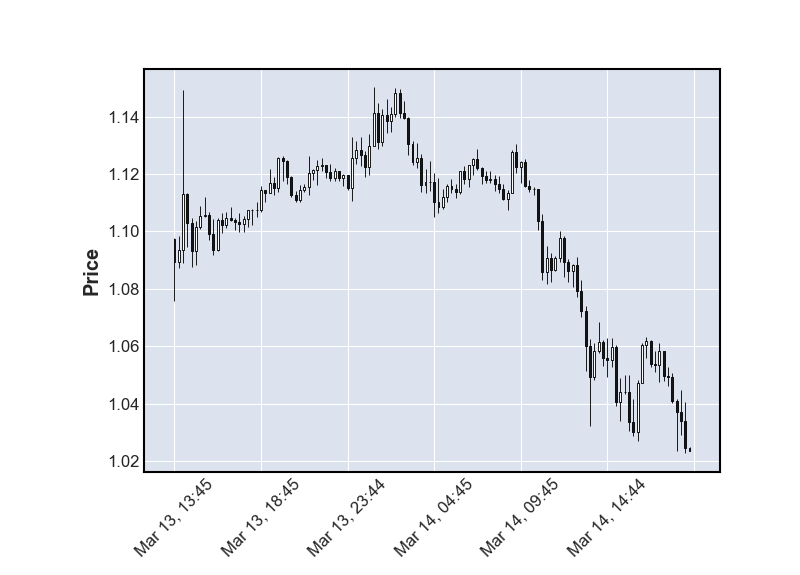 Price
1.14
1.12
1.10
1.08
1.06
1.04
1.02
Mar 13, 13:45
Mar 13, 18:45
Mar 13, 23:44
Mar 14, 04:45
Mar 14, 09:45
Mar 14, 14:44